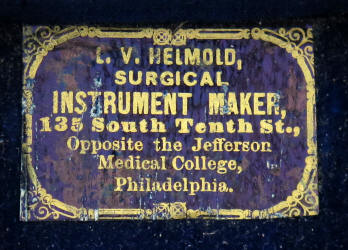 L. V. HELMOLD,
SURGICAL
INSTRUMENT MAKER,
135 South Tenth St.,
Opposite the Jefferson
Medical College,
Philadelphia.